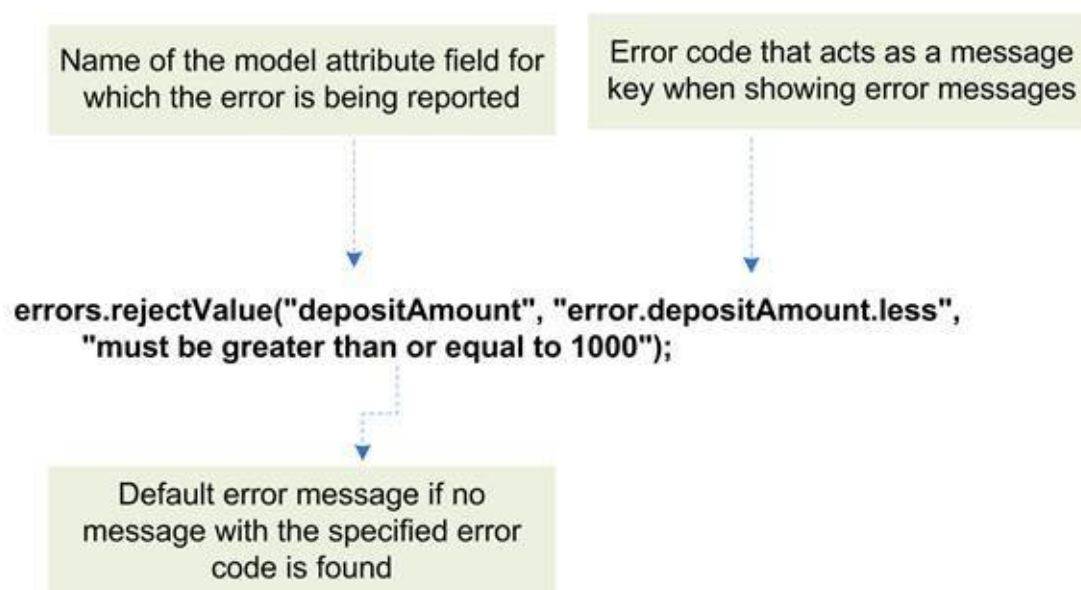 Name of the model attribute field for
which the error is being reported
Error code that acts as a message
key when showing error messages
errors.rejectValue("depositAmount", "error.depositAmount.less",
"must be greater than or equal to 1000");
Default error message if no
message with the specified error
code is found